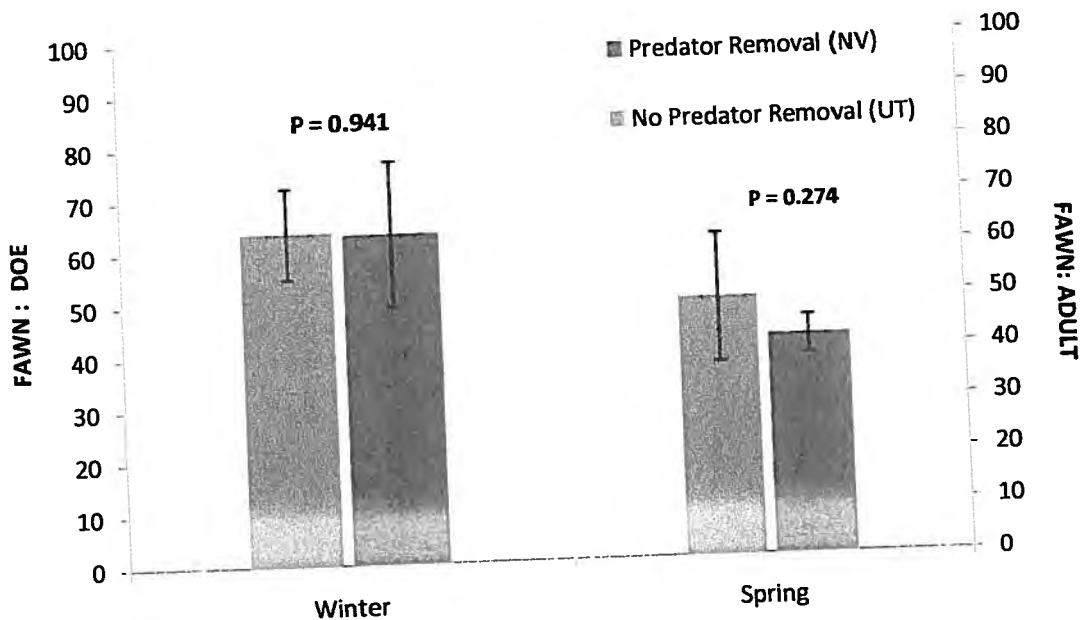 Predator Removal (NV)
No Predator Removal (UT)
P = 0.941
P = 0.274
FAWN : DOE
100
90
80
70
60
50
40
30
20
10
0
FAWN: ADULT
100
90
80
70
60
50
40
30
20
10
0
Winter
Spring